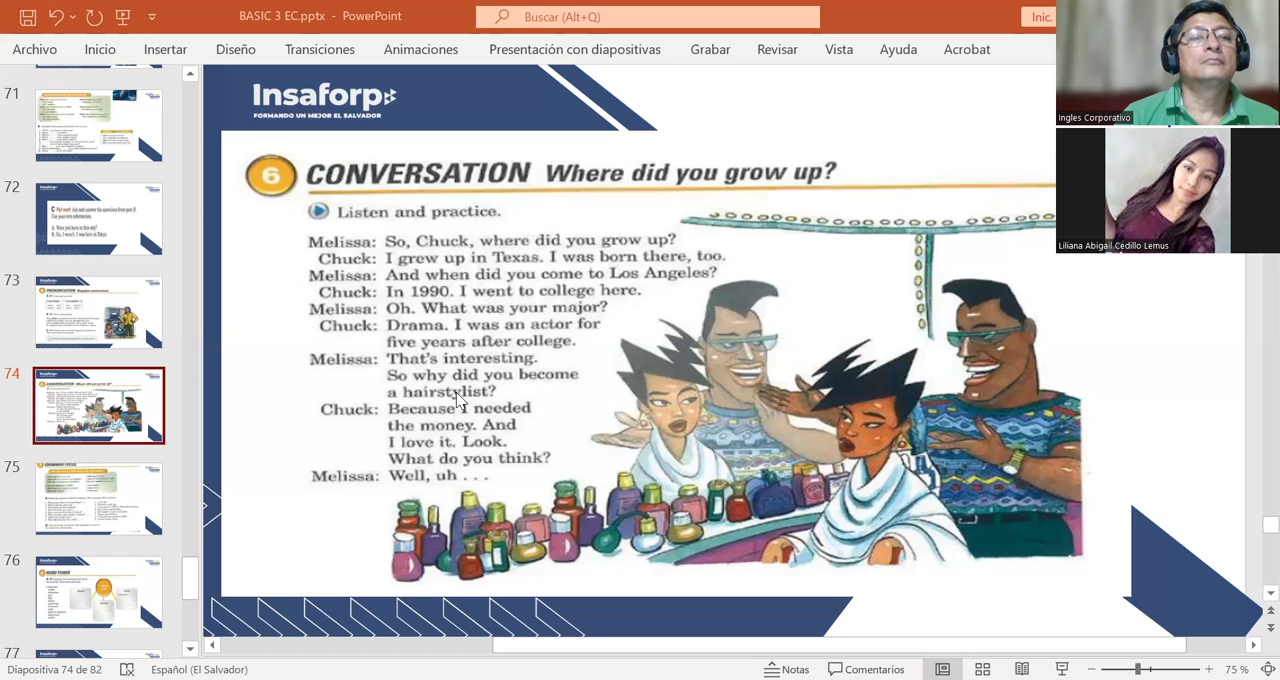 BASIC 3 EC.pptx - PowerPoint
Buscar (Alt+Q)
Inic.
Archivo Inicio Insertar Diseño Transiciones Animaciones Presentación con diapositivas Grabar Revisar Vista Ayuda Acrobat
Ingles Corporativo
Liliana Abigail Cedillo Lemus
71
72
73
74
75
76
77
Insaforp
FORMANDO UN MEJOR EL SALVADOR
6 CONVERSATION Where did you grow up?
Listen and practice.
Melissa: So, Chuck, where did you grow up?
Chuck: I grew up in Texas. I was born there, too.
Melissa: And when did you come to Los Angeles?
Chuck: In 1990. I went to college here.
Melissa: Oh. What was your major?
Chuck: Drama. I was an actor for
five years after college.
Melissa: That's interesting.
So why did you become
a hairstylist?
Chuck: Because I needed
the money. And
I love it. Look.
What do you think?
Melissa: Well, uh . . .
Diapositiva 74 de 82 Español (El Salvador) Notas Comentarios 75 %